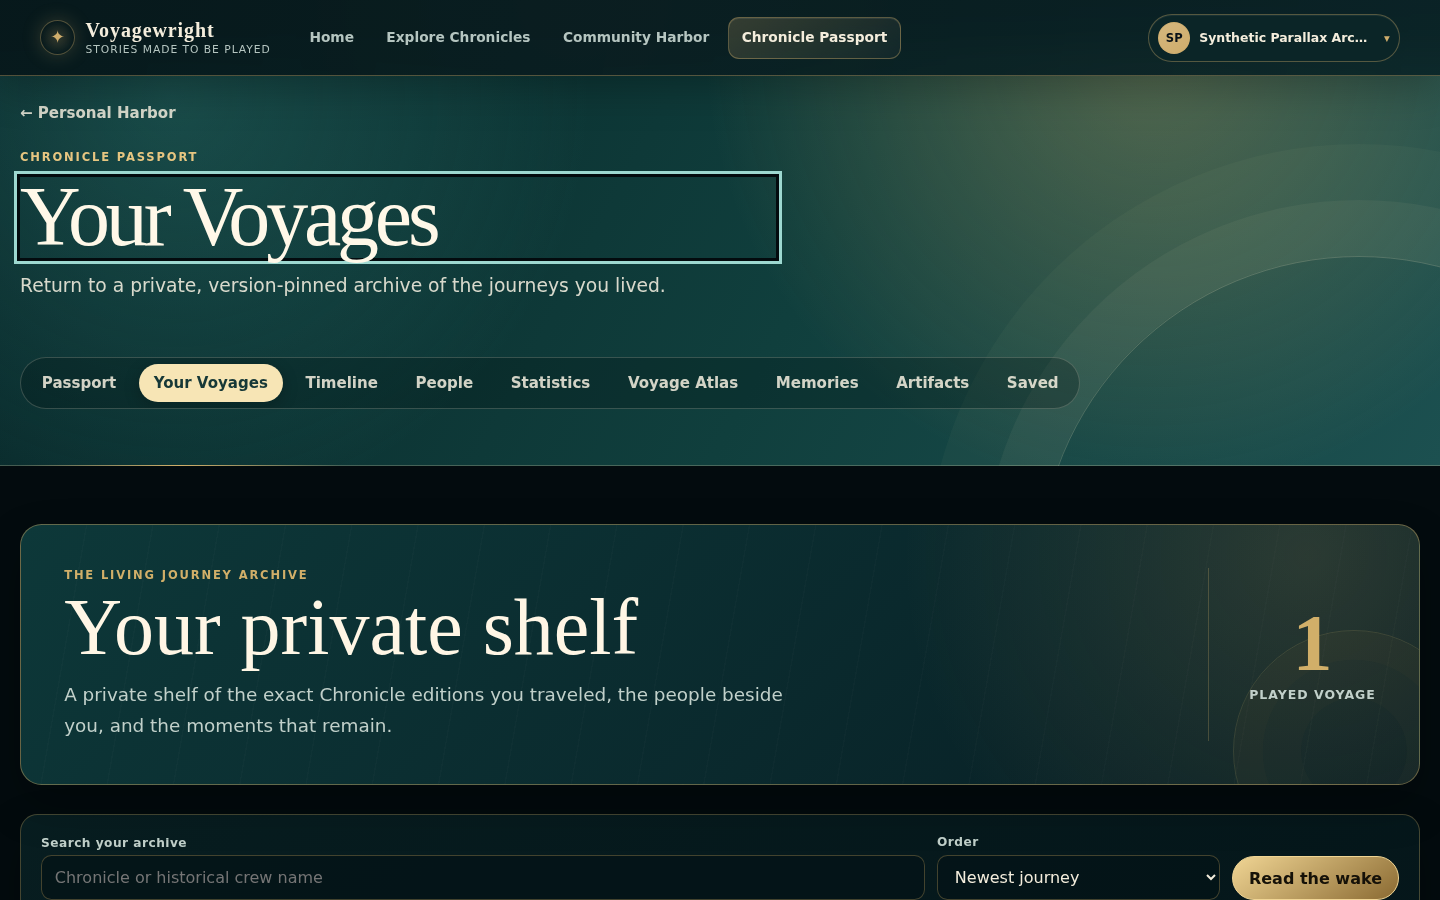 ✦
Voyagewright
STORIES MADE TO BE PLAYED
Home
Explore Chronicles
Community Harbor
Chronicle Passport
SP
Synthetic Parallax Arc...
← Personal Harbor
CHRONICLE PASSPORT
Your Voyages
Return to a private, version-pinned archive of the journeys you lived.
Passport
Your Voyages
Timeline
People
Statistics
Voyage Atlas
Memories
Artifacts
Saved
THE LIVING JOURNEY ARCHIVE
Your private shelf
A private shelf of the exact Chronicle editions you traveled, the people beside
you, and the moments that remain.
1
PLAYED VOYAGE
Search your archive
Chronicle or historical crew name
Order
Newest journey
Read the wake